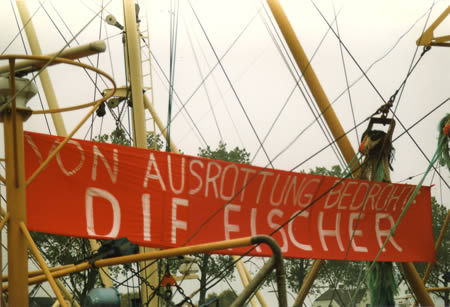 VON AUSROTTUNG BEDROHT
DIE FISCHER